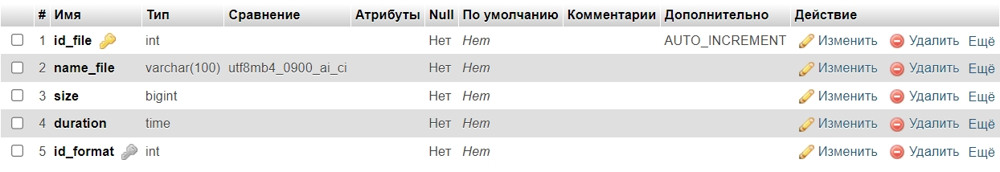 # Имя Тип Сравнение Атрибуты Null По умолчанию Комментарии Дополнительно Действие
1 id_file int Нет Нет AUTO_INCREMENT Изменить Удалить Ещё
2 name_file varchar(100) utf8mb4_0900_ai_ci Нет Нет Изменить Удалить Ещё
3 size bigint Нет Нет Изменить Удалить Ещё
4 duration time Нет Нет Изменить Удалить Ещё
5 id_format int Нет Нет Изменить Удалить Ещё